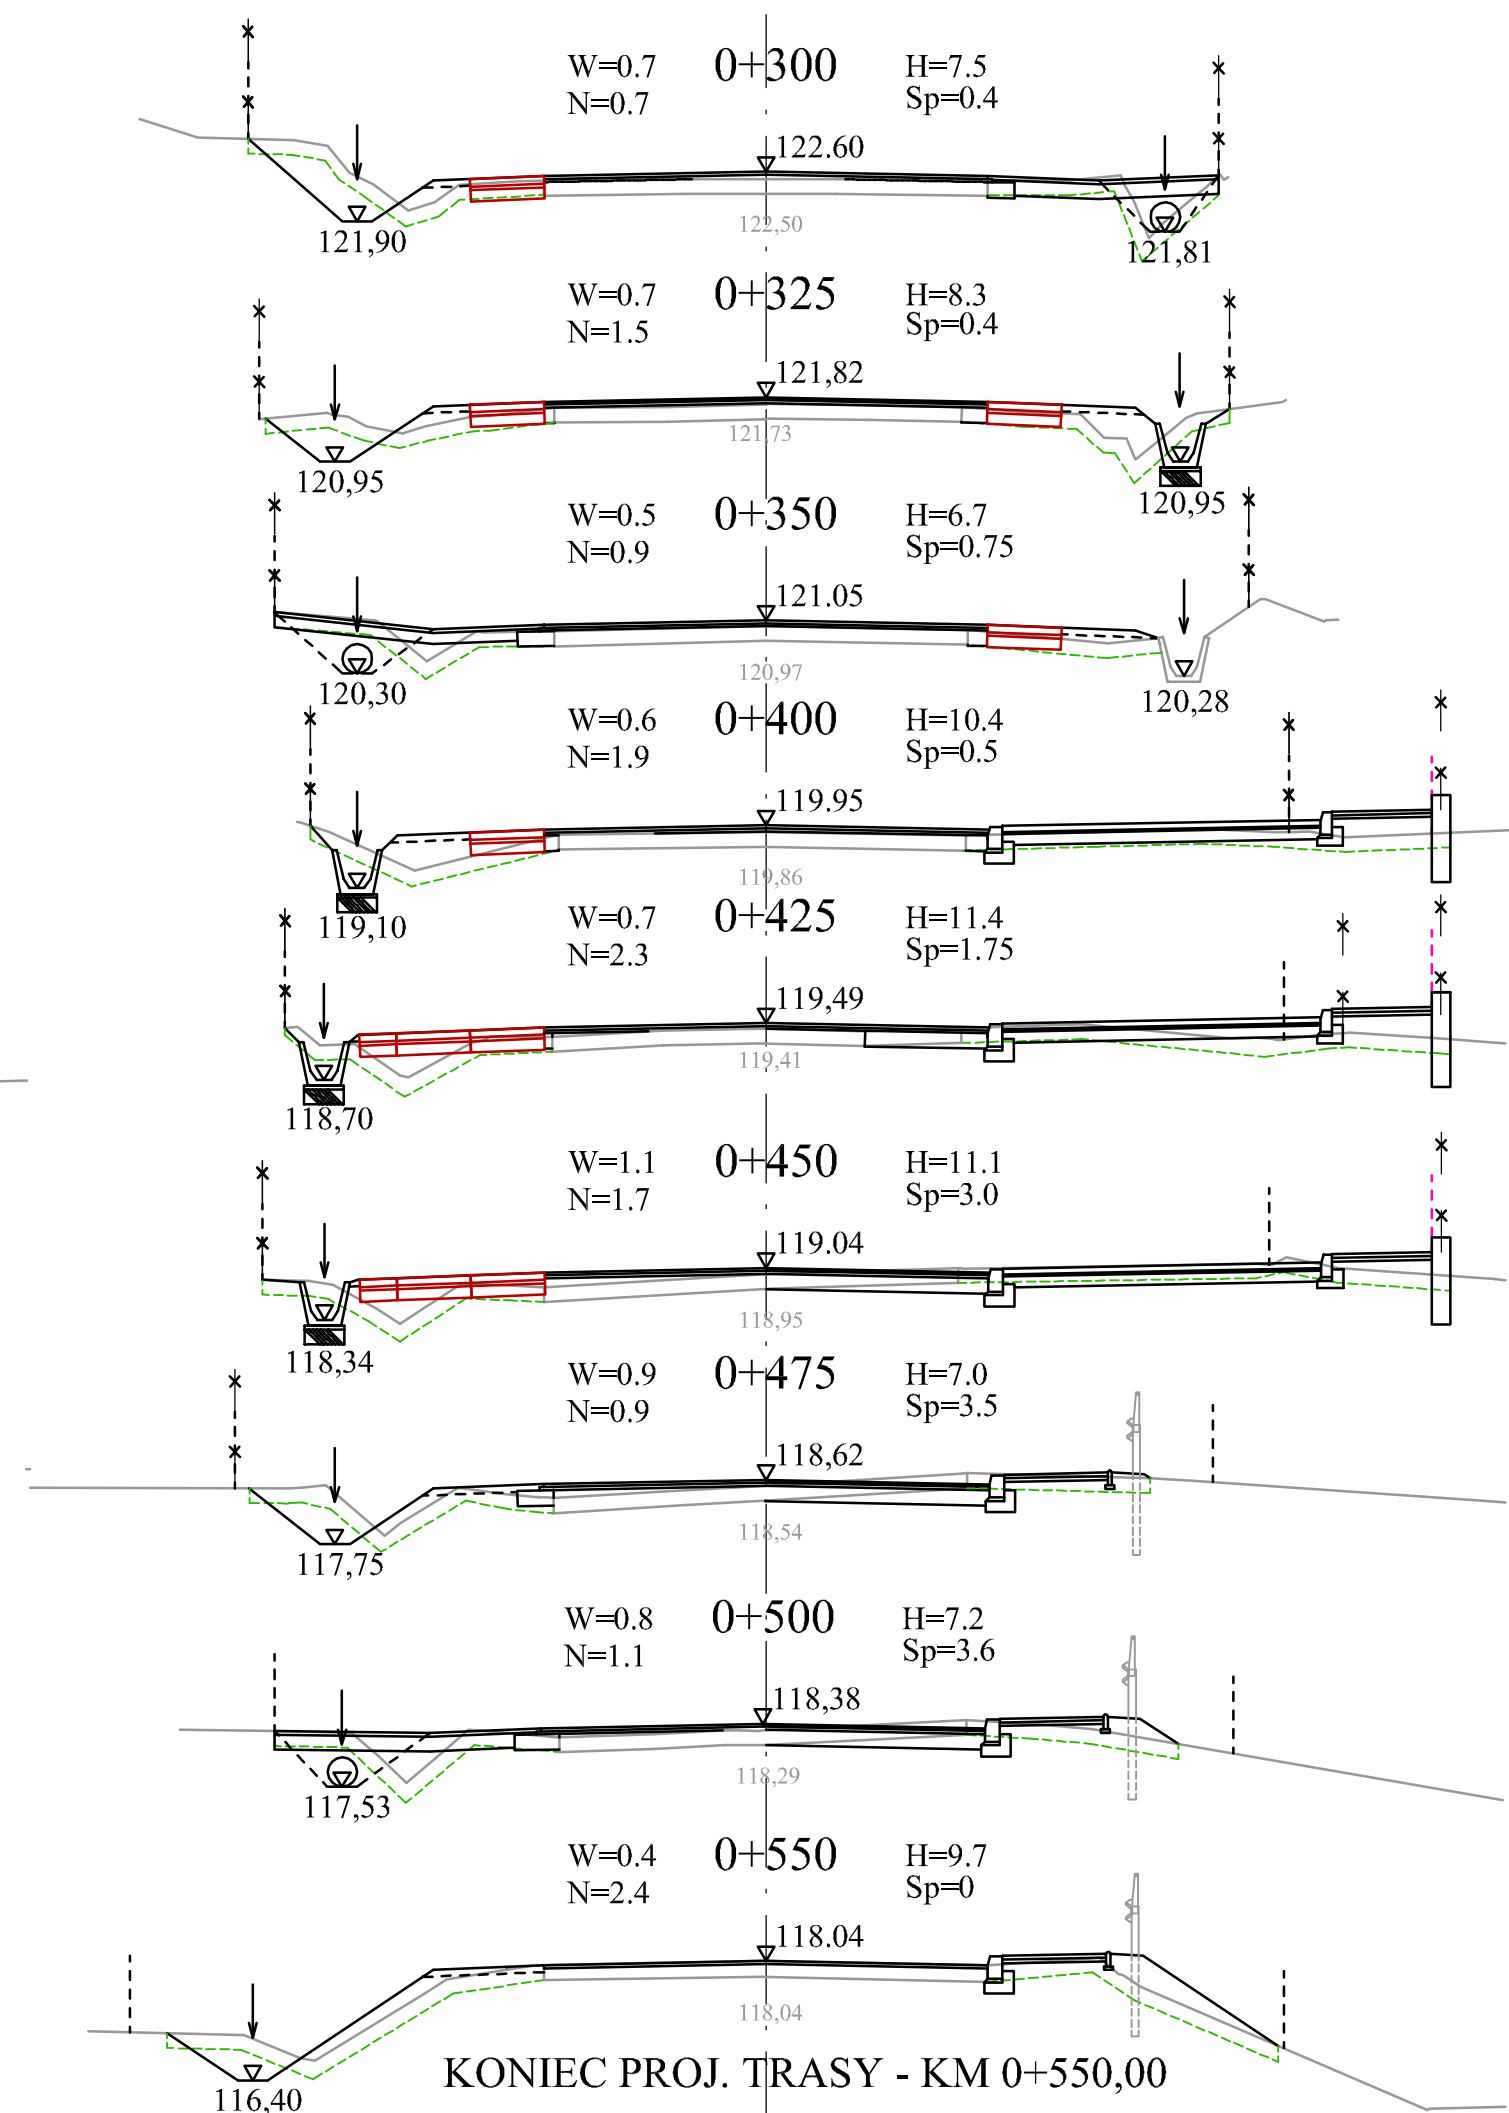 W=0.7 0+300 H=7.5
N=0.7 Sp=0.4
122.60
122,50
121,90 121,81
W=0.7 0+325 H=8.3
N=1.5 Sp=0.4
121,82
121,73
120,95 120,95
W=0.5 0+350 H=6.7
N=0.9 Sp=0.75
121.05
120,97
120,30 120,28
W=0.6 0+400 H=10.4
N=1.9 Sp=0.5
119.95
119,86
119,10
W=0.7 0+425 H=11.4
N=2.3 Sp=1.75
119,49
119,41
118,70
W=1.1 0+450 H=11.1
N=1.7 Sp=3.0
119.04
118,95
118,34
W=0.9 0+475 H=7.0
N=0.9 Sp=3.5
118,62
118,54
117,75
W=0.8 0+500 H=7.2
N=1.1 Sp=3.6
118,38
118,29
117,53
W=0.4 0+550 H=9.7
N=2.4 Sp=0
118.04
118,04
KONIEC PROJ. TRASY - KM 0+550,00
116,40